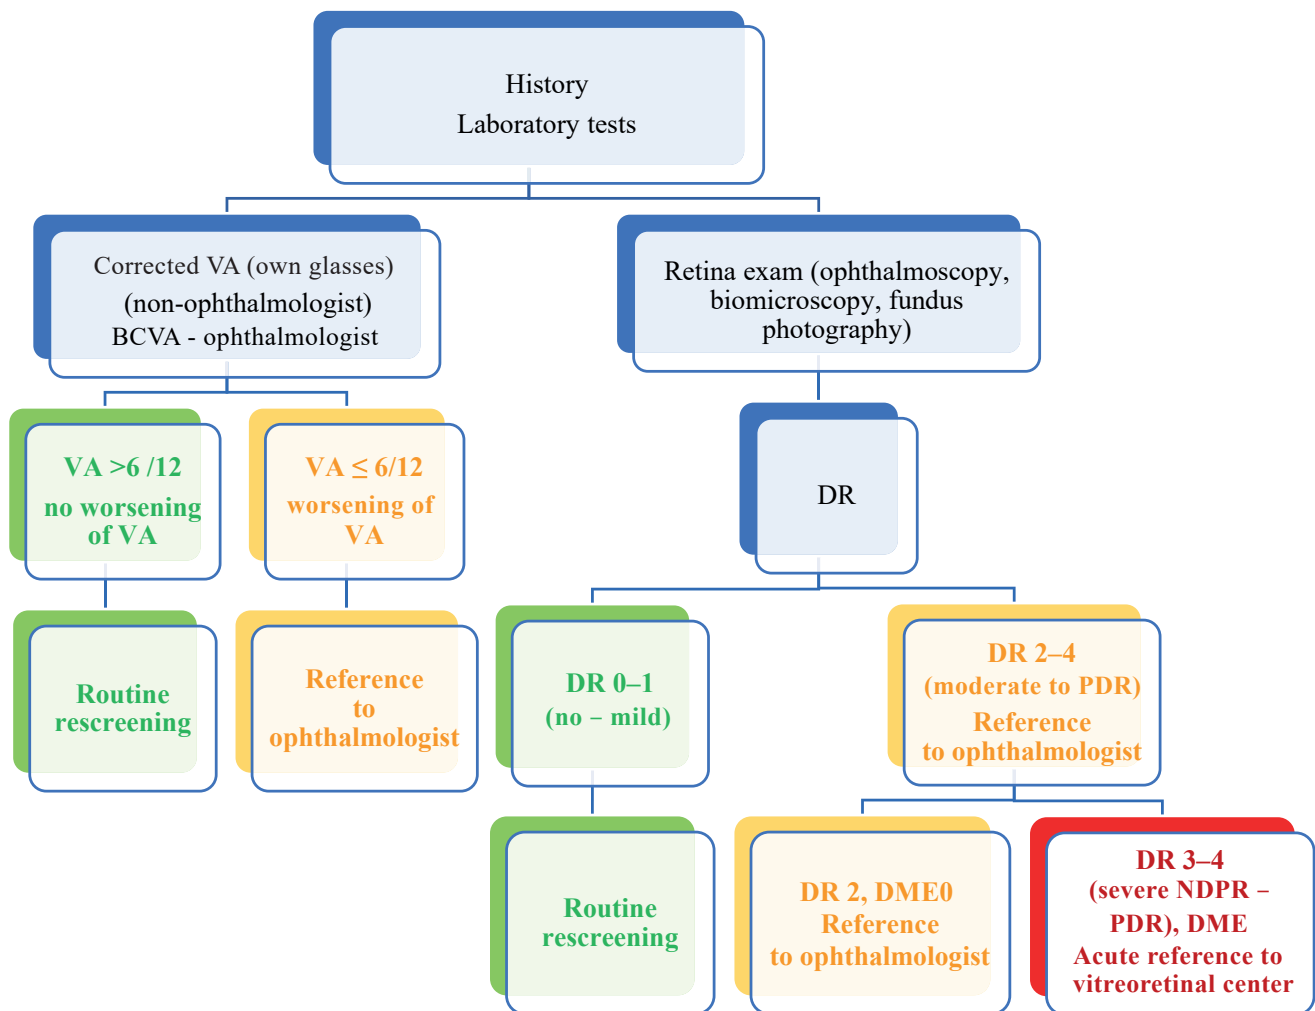 History
Laboratory tests
Corrected VA (own glasses)
(non-ophthalmologist)
BCVA - ophthalmologist
Retina exam (ophthalmoscopy,
biomicroscopy, fundus
photography)
VA >6 /12
no worsening
of VA
VA ≤ 6/12
worsening of
VA
DR
Routine
rescreening
Reference
to
ophthalmologist
DR 0–1
(no – mild)
DR 2–4
(moderate to PDR)
Reference
to ophthalmologist
Routine
rescreening
DR 2, DME0
Reference
to ophthalmologist
DR 3–4
(severe NDPR –
PDR), DME
Acute reference to
vitreoretinal center